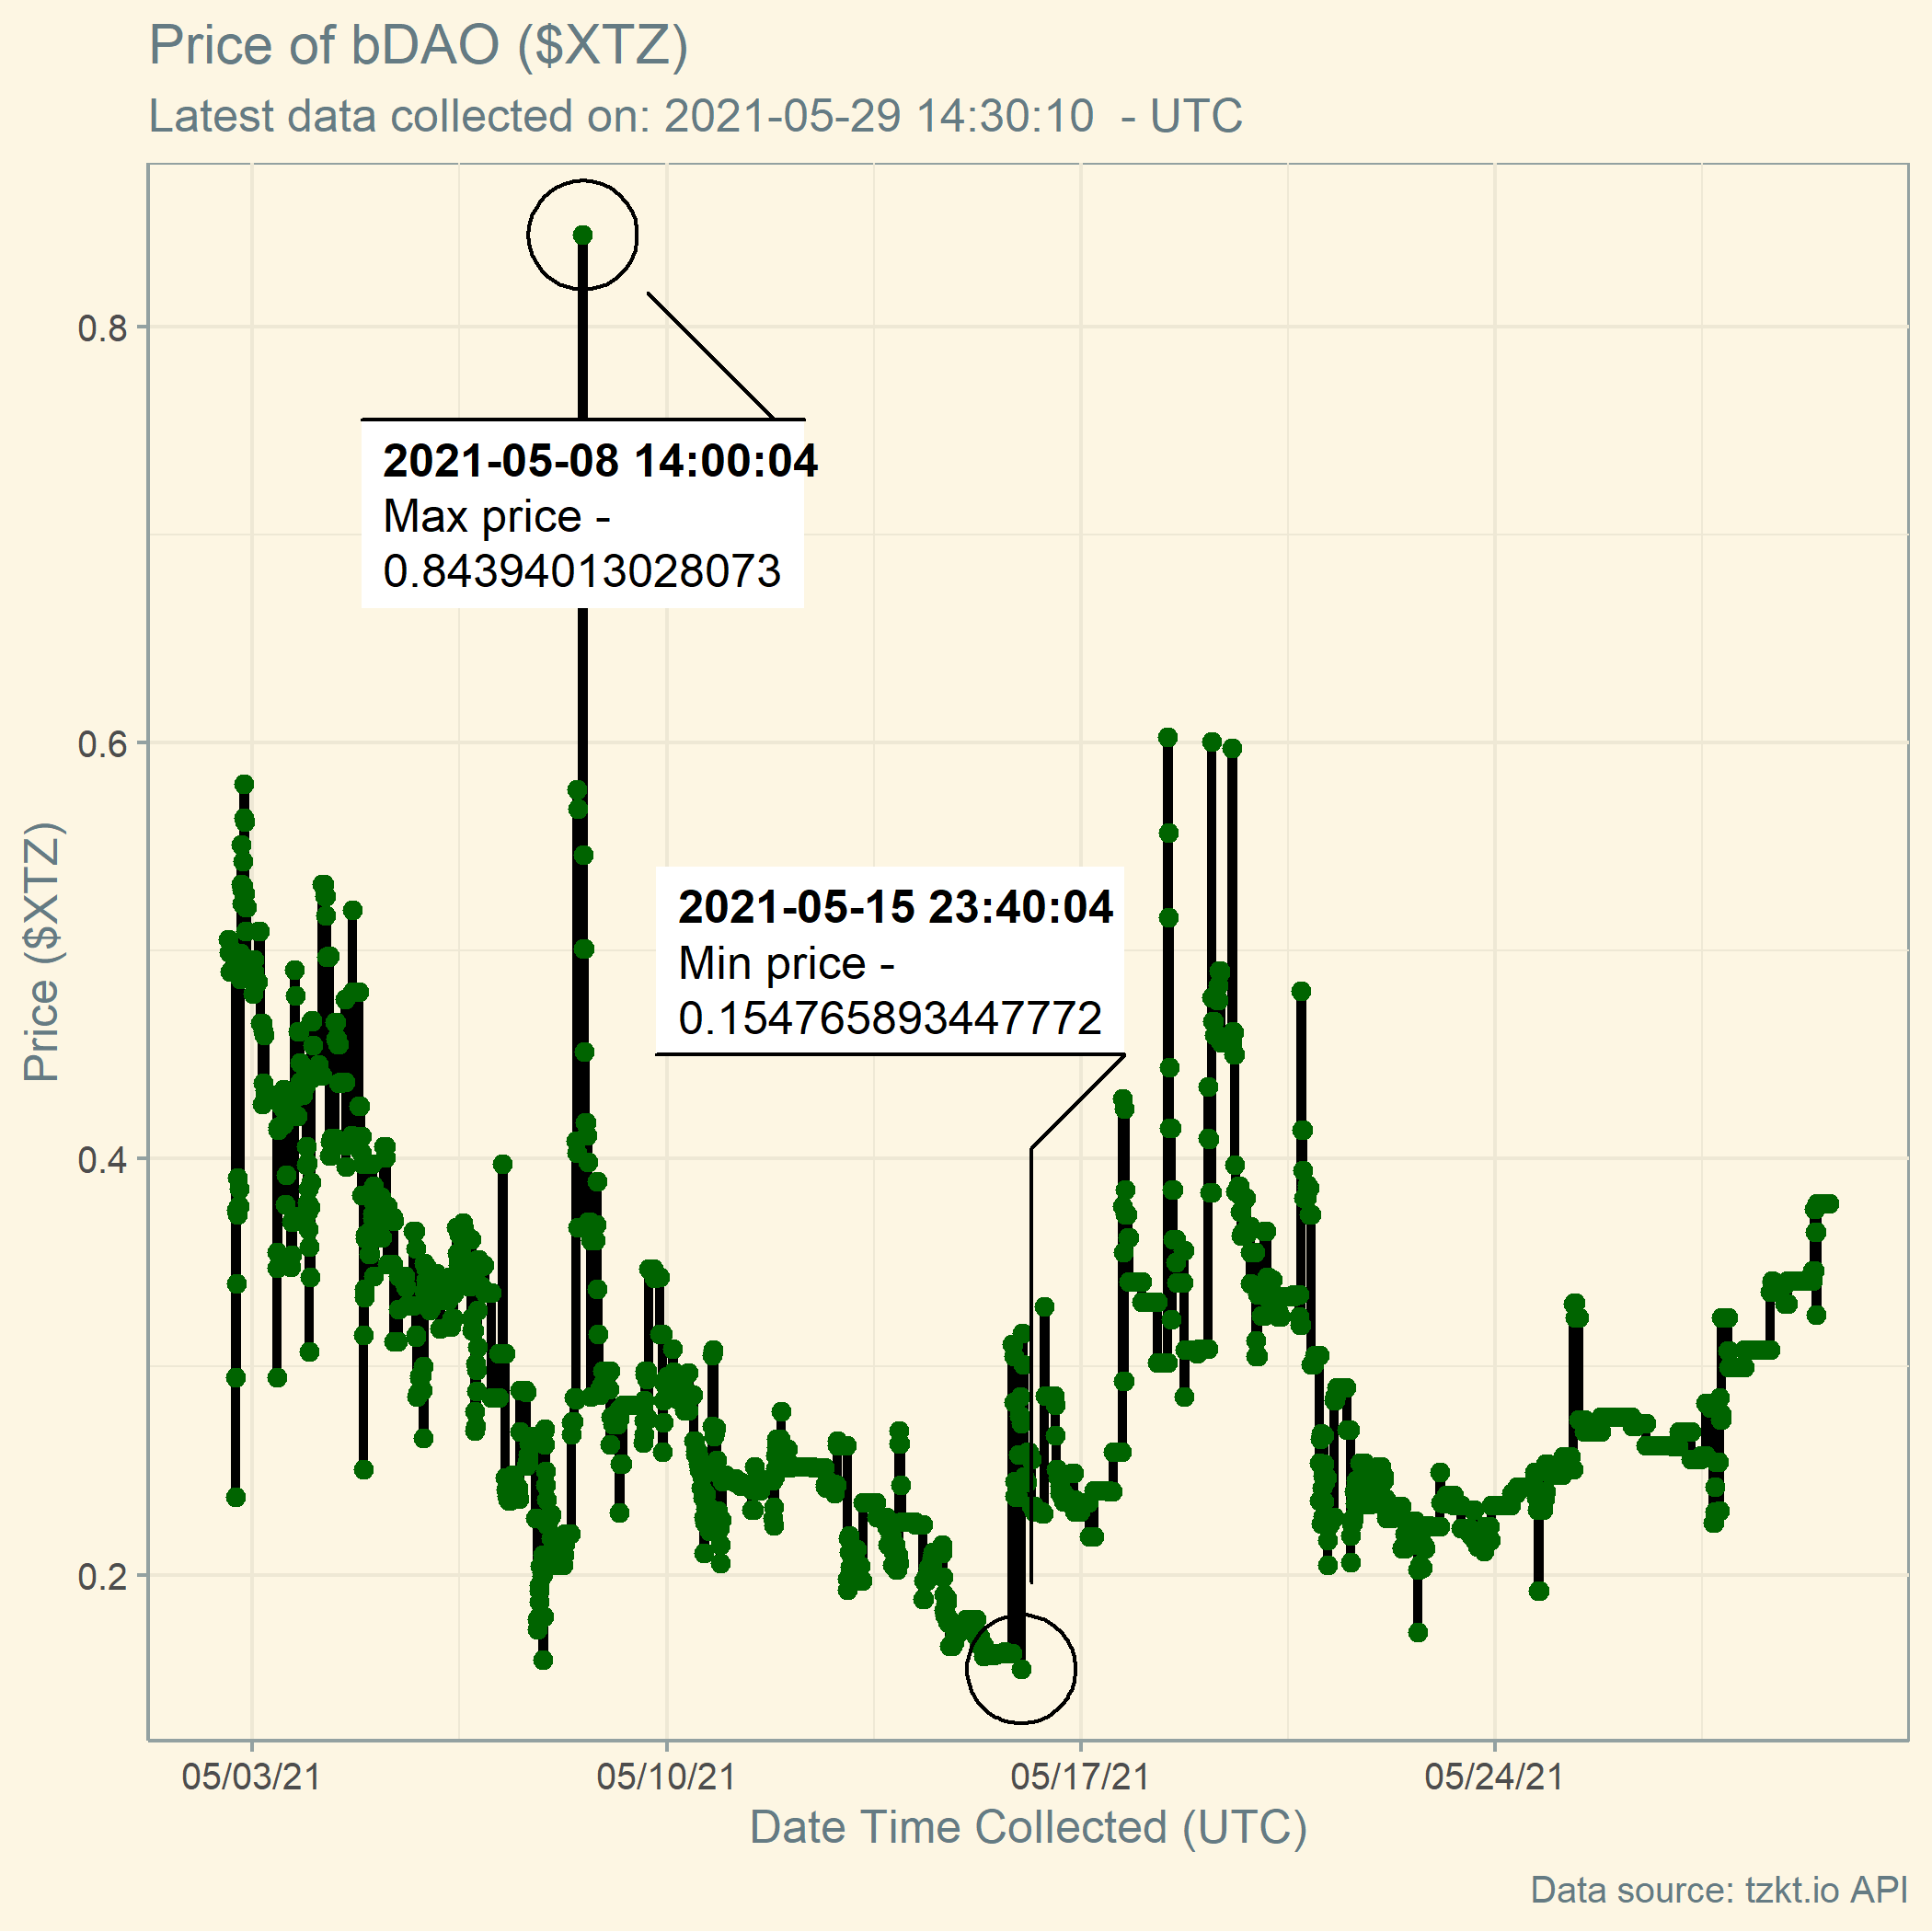 Price of bDAO ($XTZ)
Latest data collected on: 2021-05-29 14:30:10  - UTC
0.8
2021-05-08 14:00:04
Max price -
0.84394013028073
0.6
2021-05-15 23:40:04
Min price -
0.154765893447772
Price ($XTZ)
0.4
0.2
05/03/21 05/10/21 05/17/21 05/24/21
Date Time Collected (UTC)
Data source: tzkt.io API